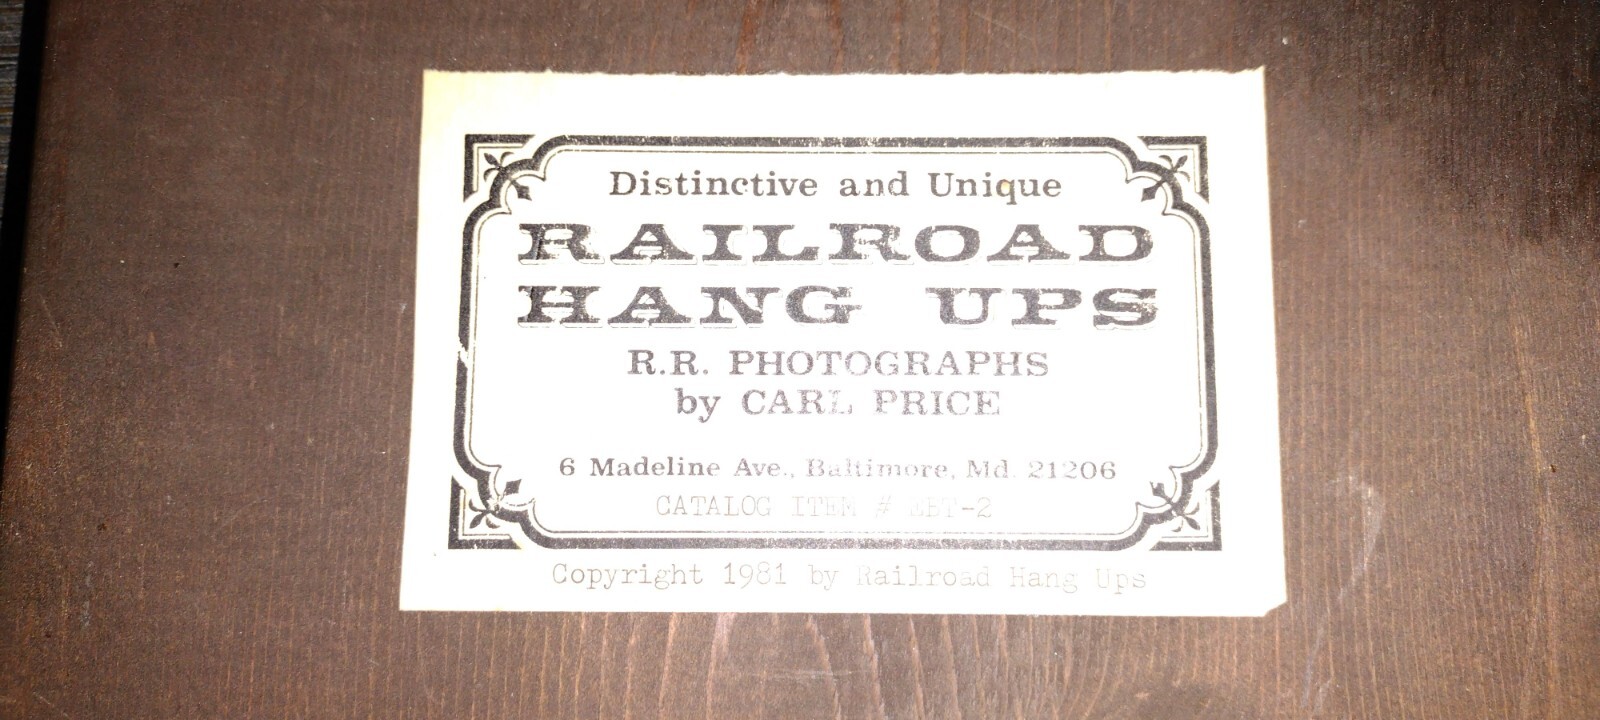 Distinctive and Unique
RAILROAD
HANG UPS
R.R. PHOTOGRAPHS
by CARL PRICE
6 Madeline Ave., Baltimore, Md. 21206
CATALOG ITEM #
Copyright 1981 by Railroad Hang Ups